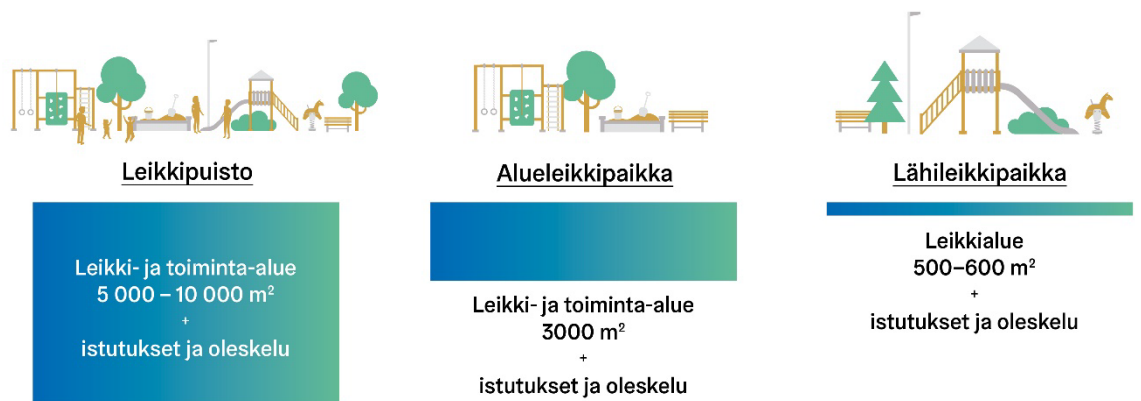 Leikkipuisto
Leikki- ja toiminta-alue
5 000 – 10 000 m²
+
istutukset ja oleskelu
Alueleikkipaikka
Leikki- ja toiminta-alue
3000 m²
+
istutukset ja oleskelu
Lähileikkipaikka
Leikkialue
500–600 m²
+
istutukset ja oleskelu